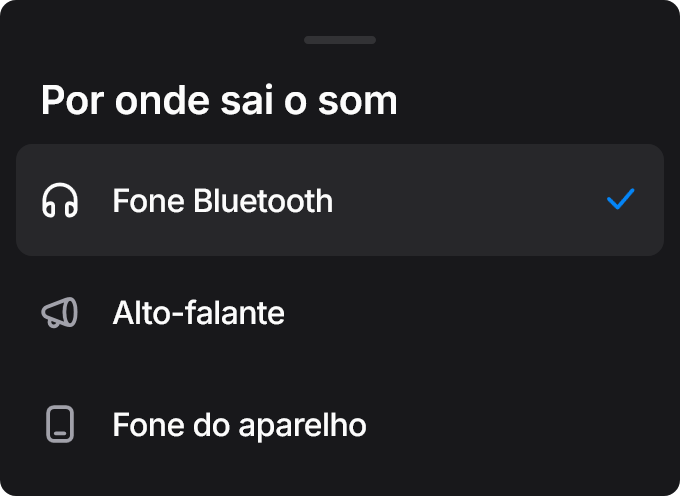 Por onde sai o som
Fone Bluetooth
Alto-falante
Fone do aparelho